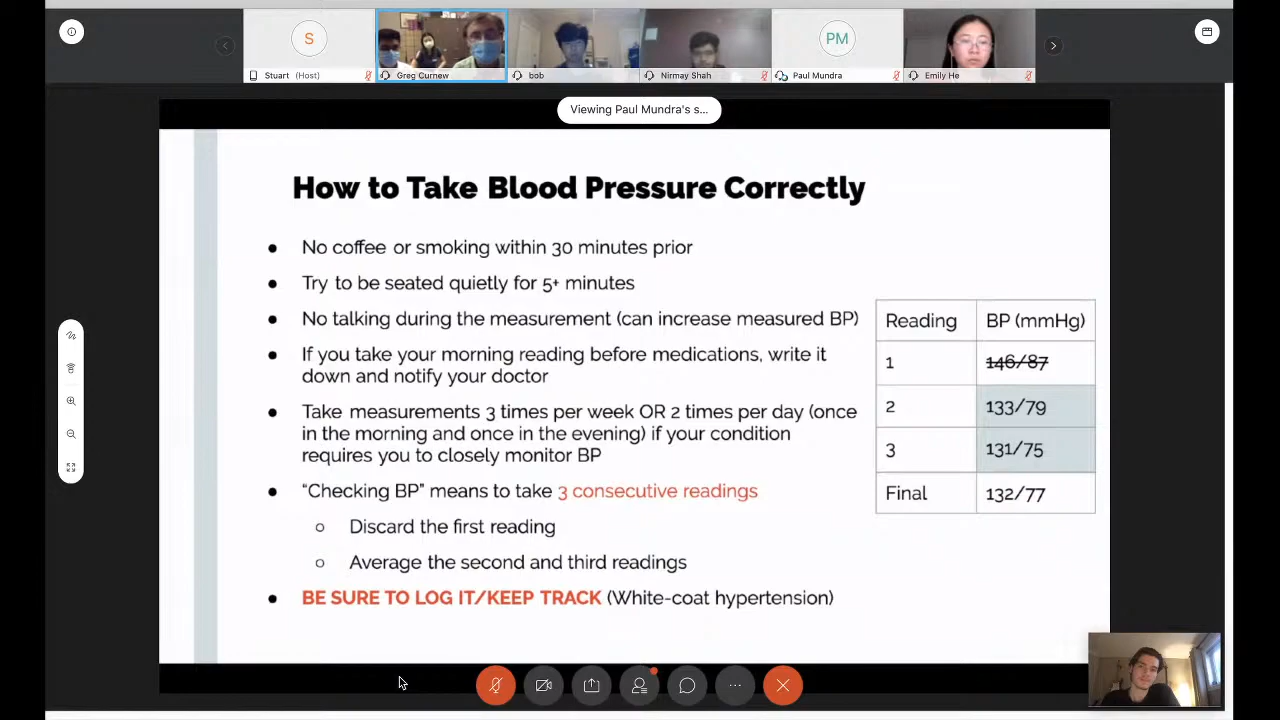 S
PM
Stuart (Host)
Greg Curnew
bob
Nirmay Shah
Paul Mundra
Emily He
Viewing Paul Mundra's s...
How to Take Blood Pressure Correctly
● No coffee or smoking within 30 minutes prior
● Try to be seated quietly for 5+ minutes
● No talking during the measurement (can increase measured BP)
● If you take your morning reading before medications, write it
down and notify your doctor
● Take measurements 3 times per week OR 2 times per day (once
in the morning and once in the evening) if your condition
requires you to closely monitor BP
● “Checking BP” means to take 3 consecutive readings
○ Discard the first reading
○ Average the second and third readings
● BE SURE TO LOG IT/KEEP TRACK (White-coat hypertension)
Reading BP (mmHg)
1 146/87
2 133/79
3 131/75
Final 132/77